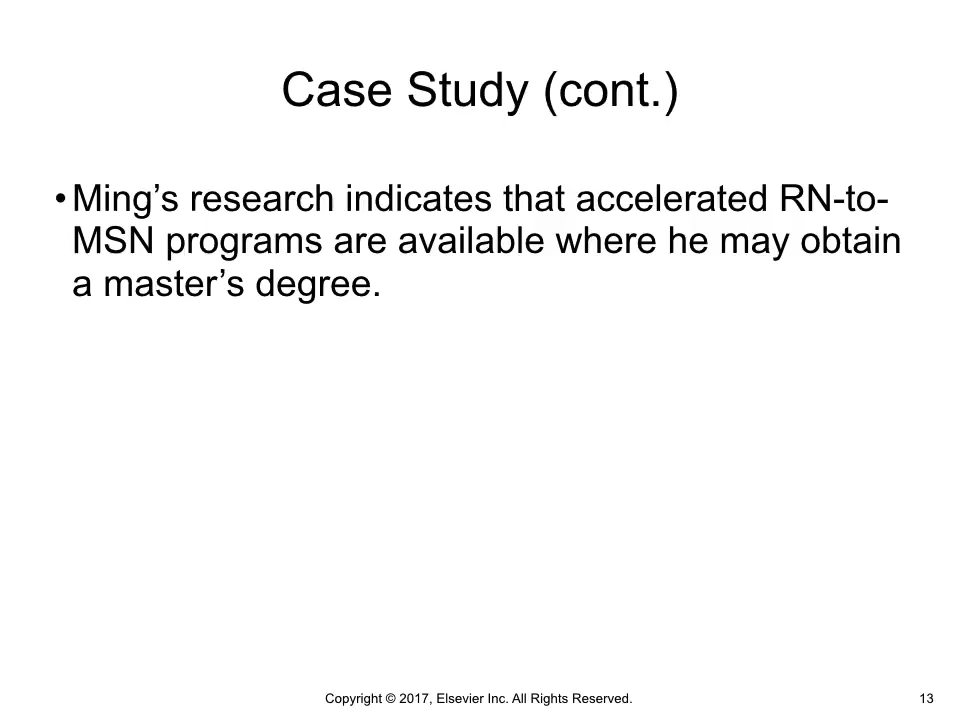 Case Study (cont.)
•Ming’s research indicates that accelerated RN-to-
MSN programs are available where he may obtain
a master’s degree.
Copyright © 2017, Elsevier Inc. All Rights Reserved.
13